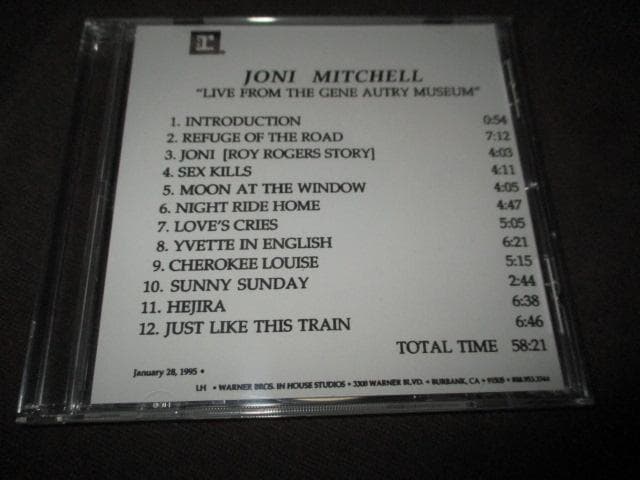 r
JONI MITCHELL
"LIVE FROM THE GENE AUTRY MUSEUM"
1. INTRODUCTION 0:54
2. REFUGE OF THE ROAD 7:12
3. JONI [ROY ROGERS STORY] 4:03
4. SEX KILLS 4:11
5. MOON AT THE WINDOW 4:05
6. NIGHT RIDE HOME 4:47
7. LOVE'S CRIES 5:05
8. YVETTE IN ENGLISH 6:21
9. CHEROKEE LOUISE 5:15
10. SUNNY SUNDAY 2:44
11. HEJIRA 6:38
12. JUST LIKE THIS TRAIN 6:46
TOTAL TIME 58:21
January 28, 1995 •
LH • WARNER BROS. IN HOUSE STUDIOS • 3300 WARNER BLVD. • BURBANK, CA • 91505 • 818.953.3344